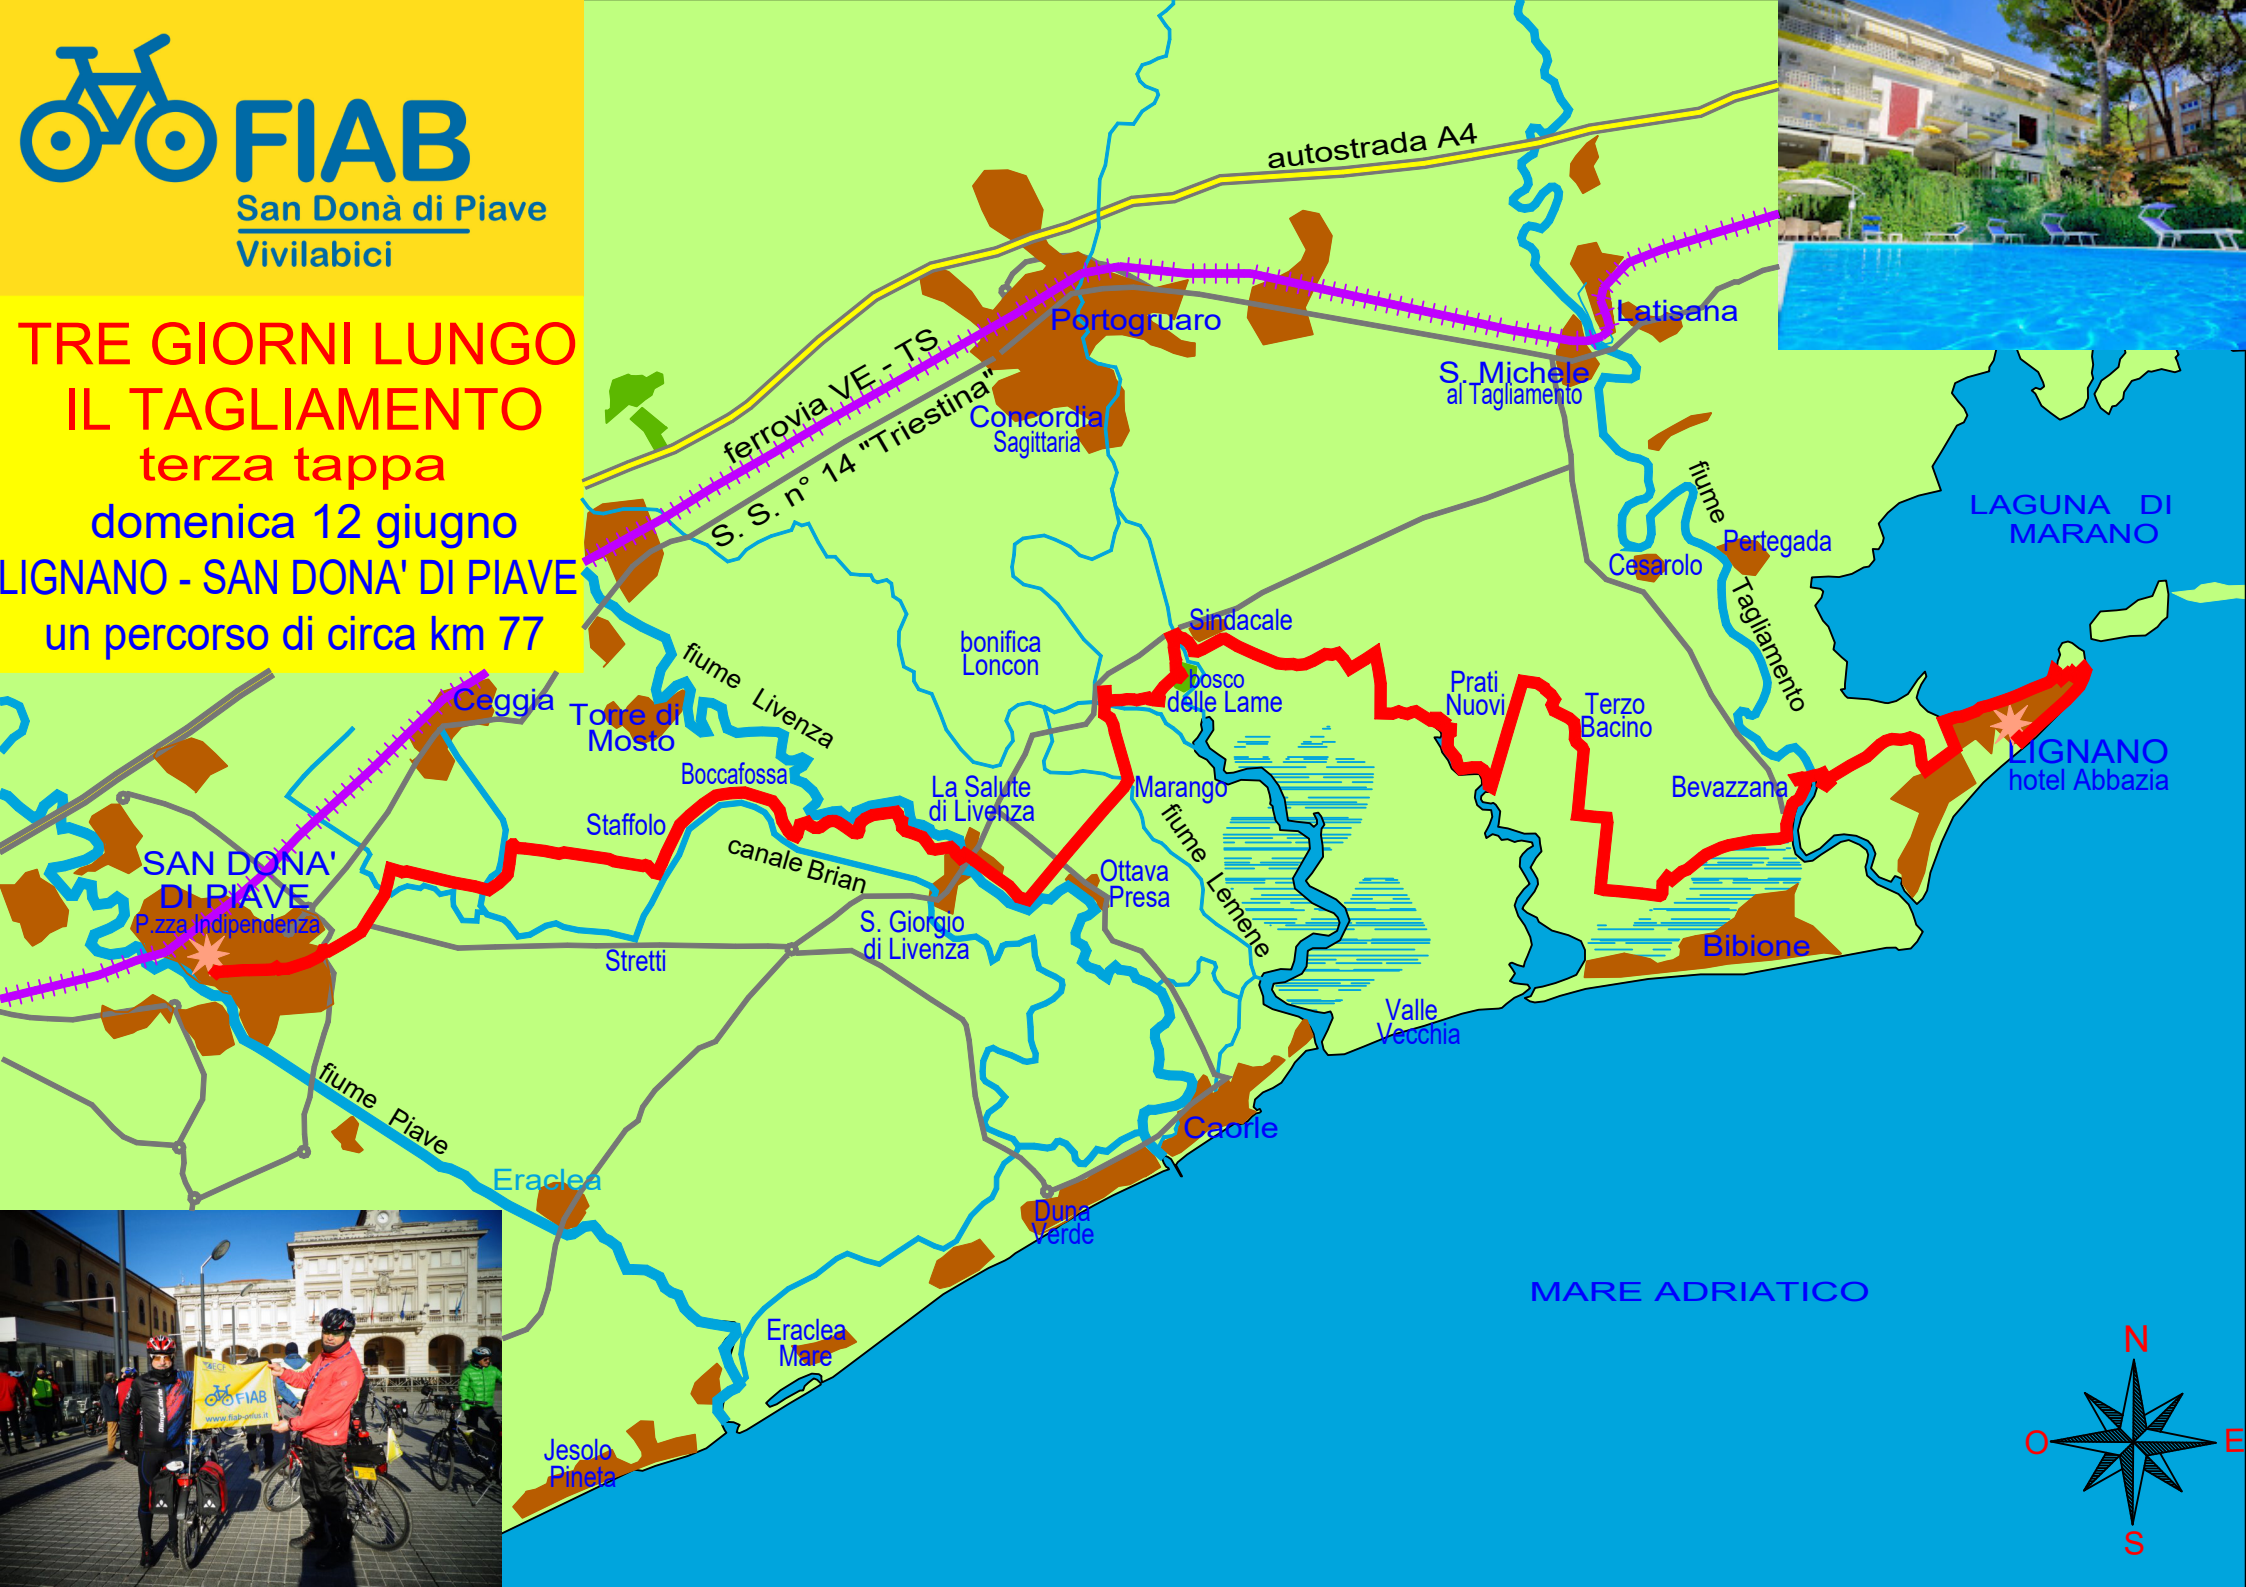 FIAB
San Donà di Piave
Vivilabici
TRE GIORNI LUNGO
IL TAGLIAMENTO
terza tappa
domenica 12 giugno
LIGNANO - SAN DONA' DI PIAVE
un percorso di circa km 77
autostrada A4
ferrovia VE - TS
S. S. n° 14 "Triestina"
Portogruaro
Latisana
S. Michele
al Tagliamento
Concordia
Sagittaria
LAGUNA DI
MARANO
fiume Tagliamento
Pertegada
Cesarolo
Sindacale
bonifica
Loncon
bosco
delle Lame
Prati
Nuovi
Terzo
Bacino
Ceggia
Torre di
Mosto
fiume Livenza
Boccafossa
La Salute
di Livenza
Marango
Bevazzana
LIGNANO
hotel Abbazia
Staffolo
canale Brian
fiume Lemene
SAN DONA'
DI PIAVE
P.zza Indipendenza
Ottava
Presa
S. Giorgio
di Livenza
Stretti
Bibione
Valle
Vecchia
fiume Piave
Eraclea
Caorle
Duna
Verde
MARE ADRIATICO
Eraclea
Mare
Jesolo
Pineta
N
O
E
S
ECF
FIAB
www.fiab-onlus.it